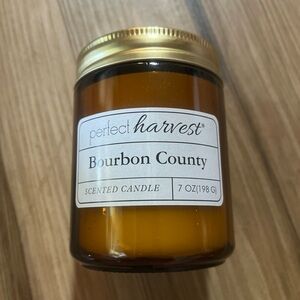 perfect harvest®
Bourbon County
SCENTED CANDLE 7 OZ(198 G)